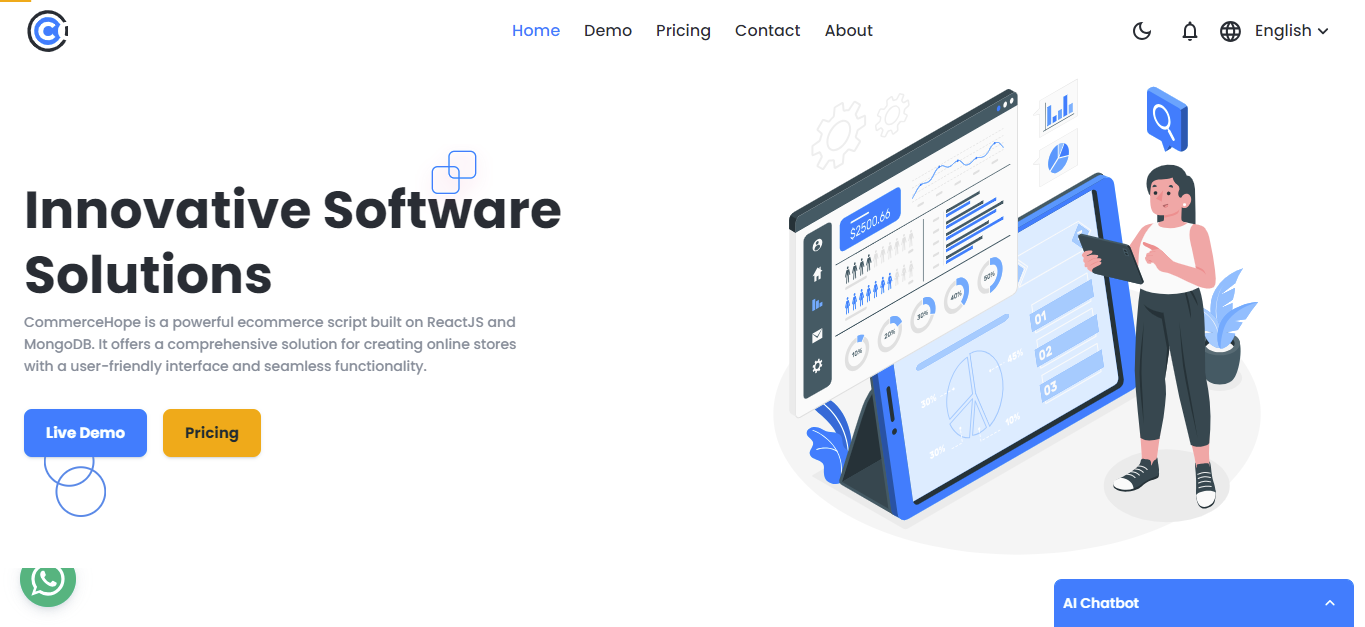 Home Demo Pricing Contact About English
Innovative Software
Solutions
CommerceHope is a powerful ecommerce script built on ReactJS and
MongoDB. It offers a comprehensive solution for creating online stores
with a user-friendly interface and seamless functionality.
Live Demo Pricing
$2500.66
10% 20% 30% 40% 50%
01
02
03
45%
30%
10%
20%
AI Chatbot